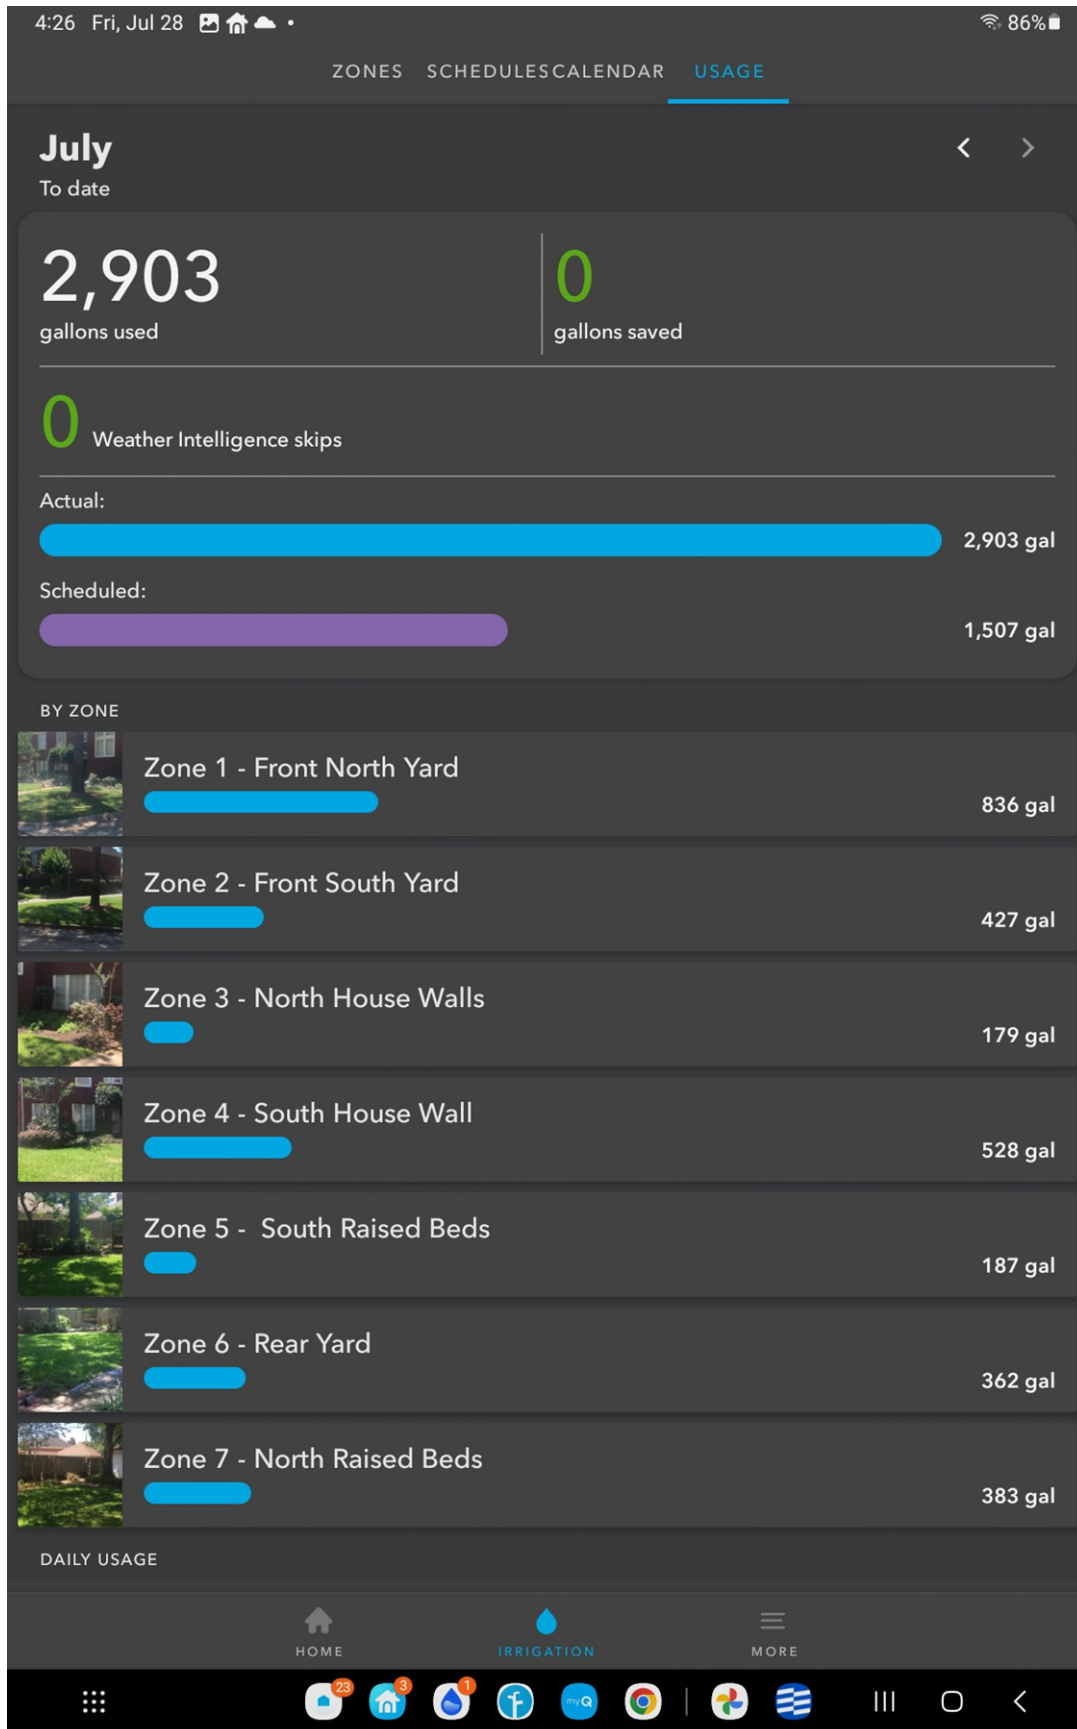 4:26 Fri, Jul 28
86%
ZONES SCHEDULES CALENDAR USAGE
July
To date
2,903
gallons used
0
gallons saved
0 Weather Intelligence skips
Actual:
2,903 gal
Scheduled:
1,507 gal
BY ZONE
Zone 1 - Front North Yard
836 gal
Zone 2 - Front South Yard
427 gal
Zone 3 - North House Walls
179 gal
Zone 4 - South House Wall
528 gal
Zone 5 -  South Raised Beds
187 gal
Zone 6 - Rear Yard
362 gal
Zone 7 - North Raised Beds
383 gal
DAILY USAGE
HOME IRRIGATION MORE
23 3 1 myQ